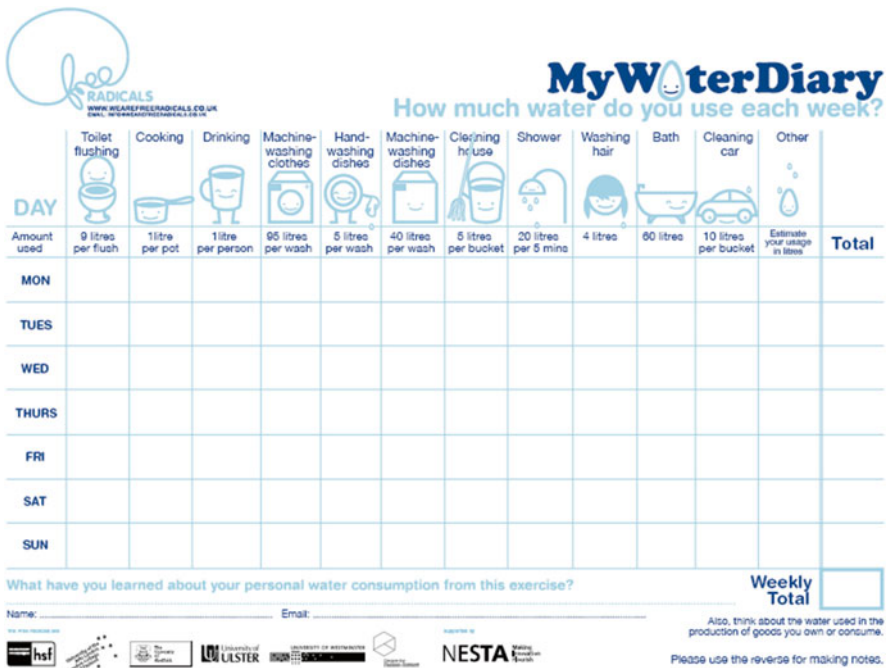 free
RADICALS
WWW.WEAREFREERADICALS.CO.UK
EMAIL: INFO@WEAREFREERADICALS.CO.UK
MyWaterDiary
How much water do you use each week?
DAY
Toilet flushing
Cooking
Drinking
Machine-washing clothes
Hand-washing dishes
Machine-washing dishes
Cleaning house
Shower
Washing hair
Bath
Cleaning car
Other
Amount used
9 litres per flush
1 litre per pot
1 litre per person
95 litres per wash
5 litres per wash
40 litres per wash
5 litres per bucket
20 litres per 5 mins
4 litres
60 litres
10 litres per bucket
Estimate your usage in litres
Total
MON
TUES
WED
THURS
FRI
SAT
SUN
What have you learned about your personal water consumption from this exercise?
Weekly
Total
Name:
Email:
Also, think about the water used in the
production of goods you own or consume.
hsf
University of
ULSTER
UNIVERSITY OF WESTMINSTER
SUPPORTED BY
NESTA
Please use the reverse for making notes.